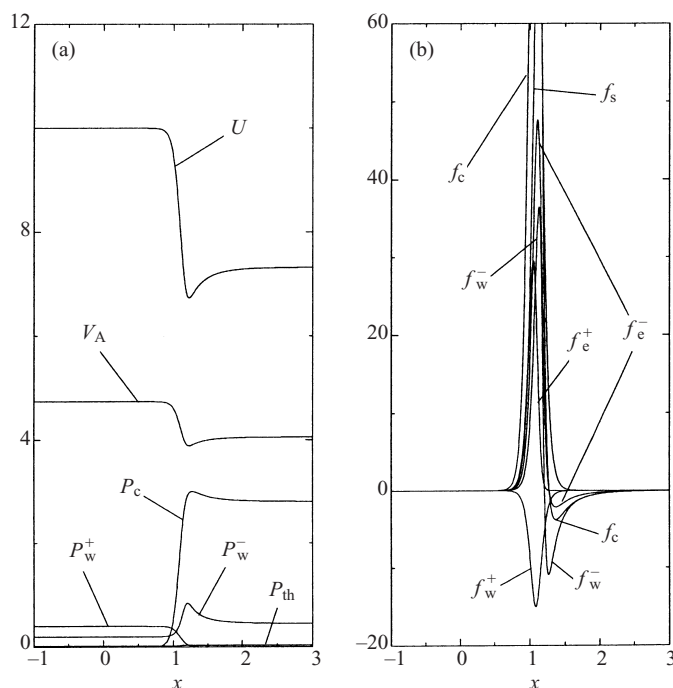 12
(a)
U
8
V_A
4
P_c
P_w^+
P_w^-
P_th
0
−1
0
1
2
3
x
60
(b)
f_s
f_c
40
f_w^-
f_e^+
f_e^-
20
0
f_c
f_w^+
f_w^-
−20
−1
0
1
2
3
x